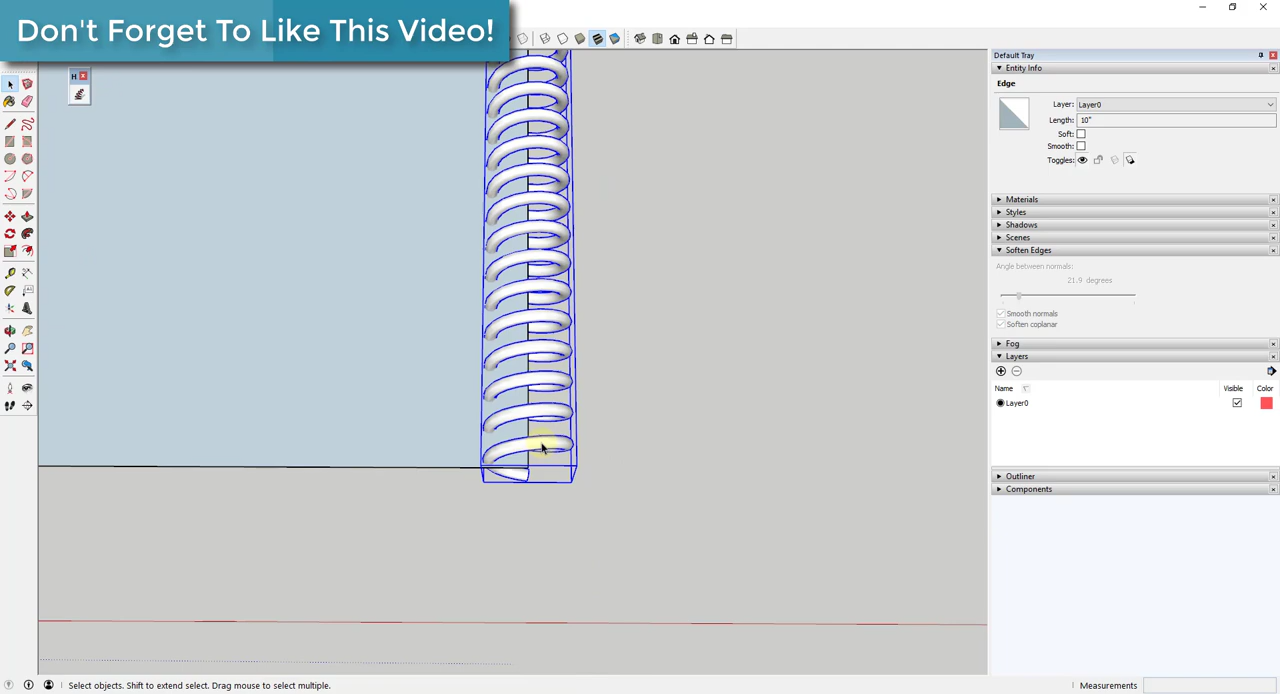 Don't Forget To Like This Video!
Default Tray
H
Entity Info
Edge
Layer: Layer0
Length: 10"
Soft:
Smooth:
Toggles:
Materials
Styles
Shadows
Scenes
Soften Edges
Angle between normals:
21.9 degrees
Smooth normals
Soften coplanar
Fog
Layers
Name Visible Color
Layer0
Outliner
Components
Select objects. Shift to extend select. Drag mouse to select multiple.
Measurements